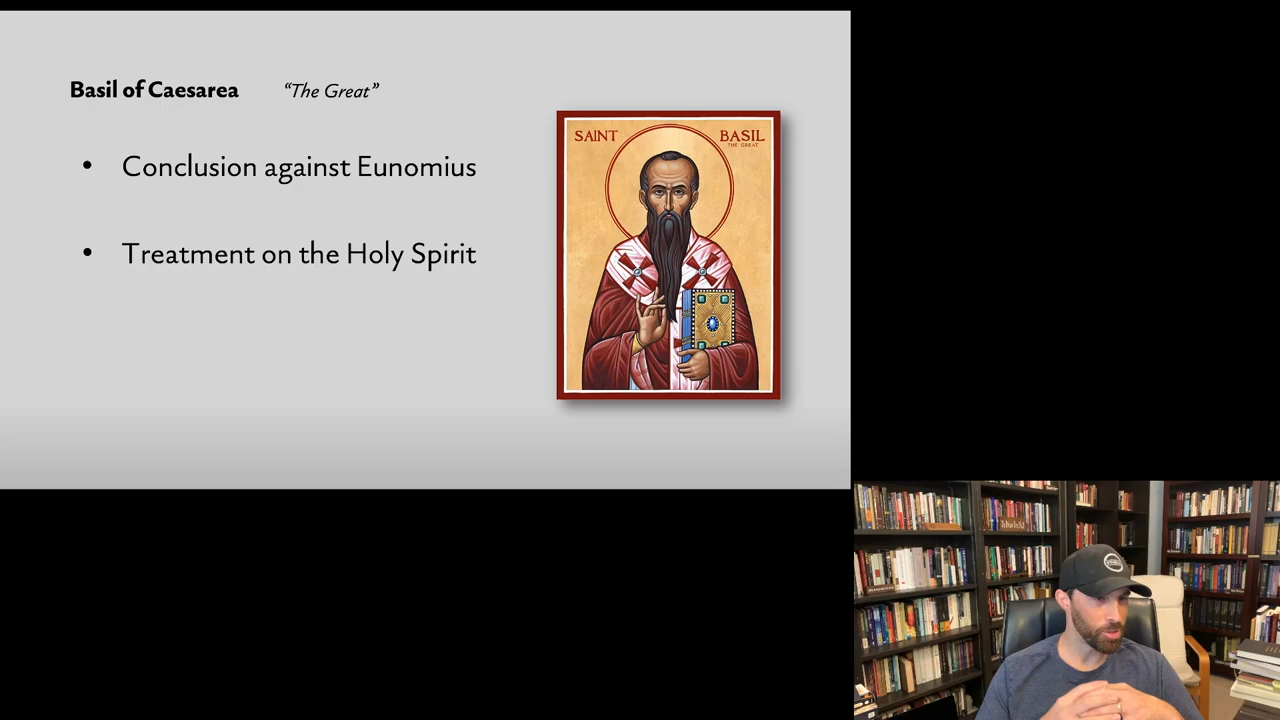 Basil of Caesarea “The Great”
• Conclusion against Eunomius
• Treatment on the Holy Spirit
SAINT BASIL
THE GREAT